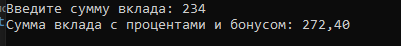 Введите сумму вклада: 234
Сумма вклада с процентами и бонусом: 272,40